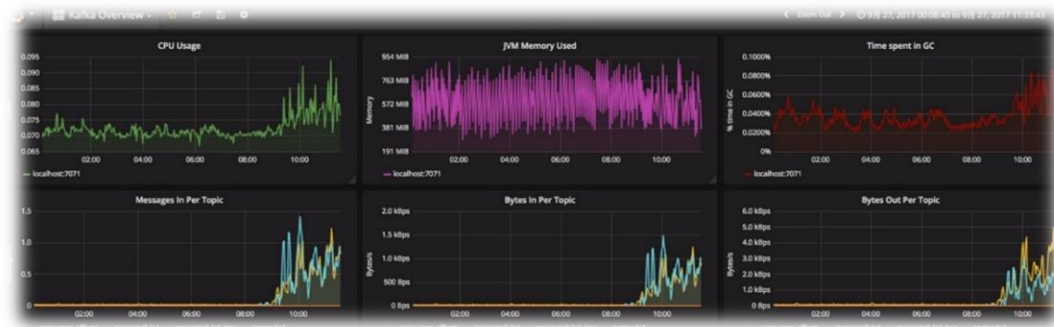 Kafka Overview
Zoom Out
9月 27, 2017 00:08:45 to 9月 27, 2017 11:33:43
CPU Usage
0.095
0.090
0.085
0.080
0.075
0.070
0.065
02:00 04:00 06:00 08:00 10:00
localhost:7071
JVM Memory Used
Memory
954 MiB
763 MiB
572 MiB
381 MiB
191 MiB
02:00 04:00 06:00 08:00 10:00
localhost:7071
Time spent in GC
% time in GC
0.1000%
0.0800%
0.0600%
0.0400%
0.0200%
0%
02:00 04:00 06:00 08:00 10:00
localhost:7071
Messages In Per Topic
1.5
1.0
0.5
0
02:00 04:00 06:00 08:00 10:00
Bytes In Per Topic
Bytes/s
2.0 kBps
1.5 kBps
1.0 kBps
500 Bps
0 Bps
02:00 04:00 06:00 08:00 10:00
Bytes Out Per Topic
Bytes/s
6.0 kBps
5.0 kBps
4.0 kBps
3.0 kBps
2.0 kBps
1.0 kBps
0 Bps
02:00 04:00 06:00 08:00 10:00